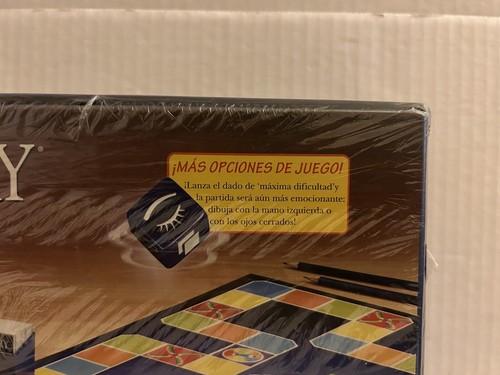 Y®
¡MÁS OPCIONES DE JUEGO!
¡Lanza el dado de 'máxima dificultad' y
la partida será aún más emocionante:
dibuja con la mano izquierda o
con los ojos cerrados!